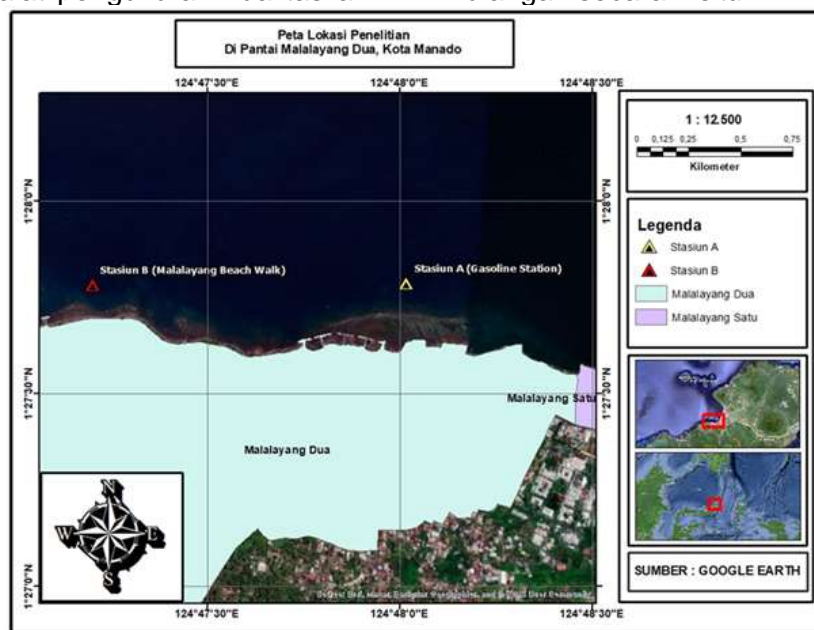 Peta Lokasi Penelitian
Di Pantai Malalayang Dua, Kota Manado
124°47'30"E 124°48'0"E 124°48'30"E
1°28'0"N 1°28'0"N
Stasiun B (Malalayang Beach Walk)
Stasiun A (Gasoline Station)
1°27'30"N 1°27'30"N
Malalayang Satu
Malalayang Dua
N
W E
S
1°27'0"N 1°27'0"N
124°47'30"E 124°48'0"E 124°48'30"E
1 : 12.500
0 0,125 0,25 0,5 0,75
Kilometer
Legenda
Stasiun A
Stasiun B
Malalayang Dua
Malalayang Satu
SUMBER : GOOGLE EARTH